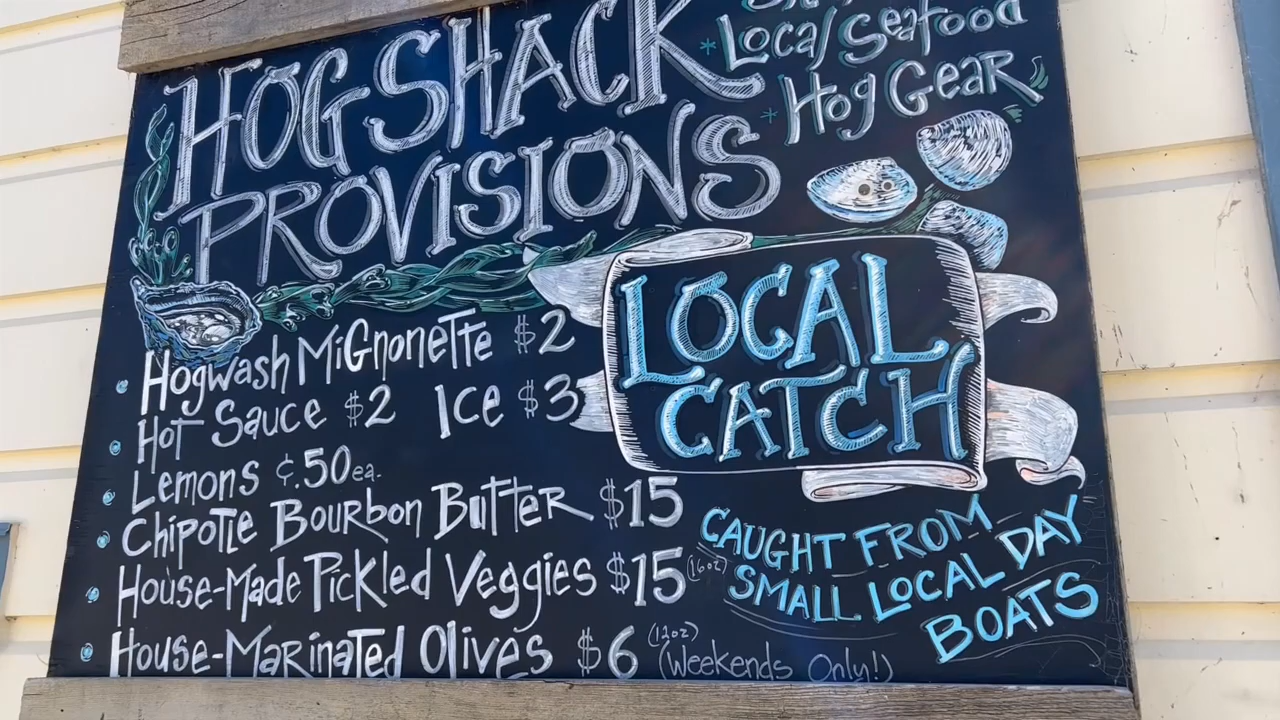 HOG SHACK
PROVISIONS
* Local Seafood
* Hog GeaR
Hogwash MiGnoneTTe $2
Hot Sauce $2 Ice $3
Lemons ¢.50 ea.
Chipotle Bourbon Butter $15
House-Made Pickled Veggies $15 (16oz)
House-Marinated Olives $6 (12oz) (Weekends Only!)
LOCAL
CATCH
CAUGHT FROM
SMALL LOCAL DAY
BOATS